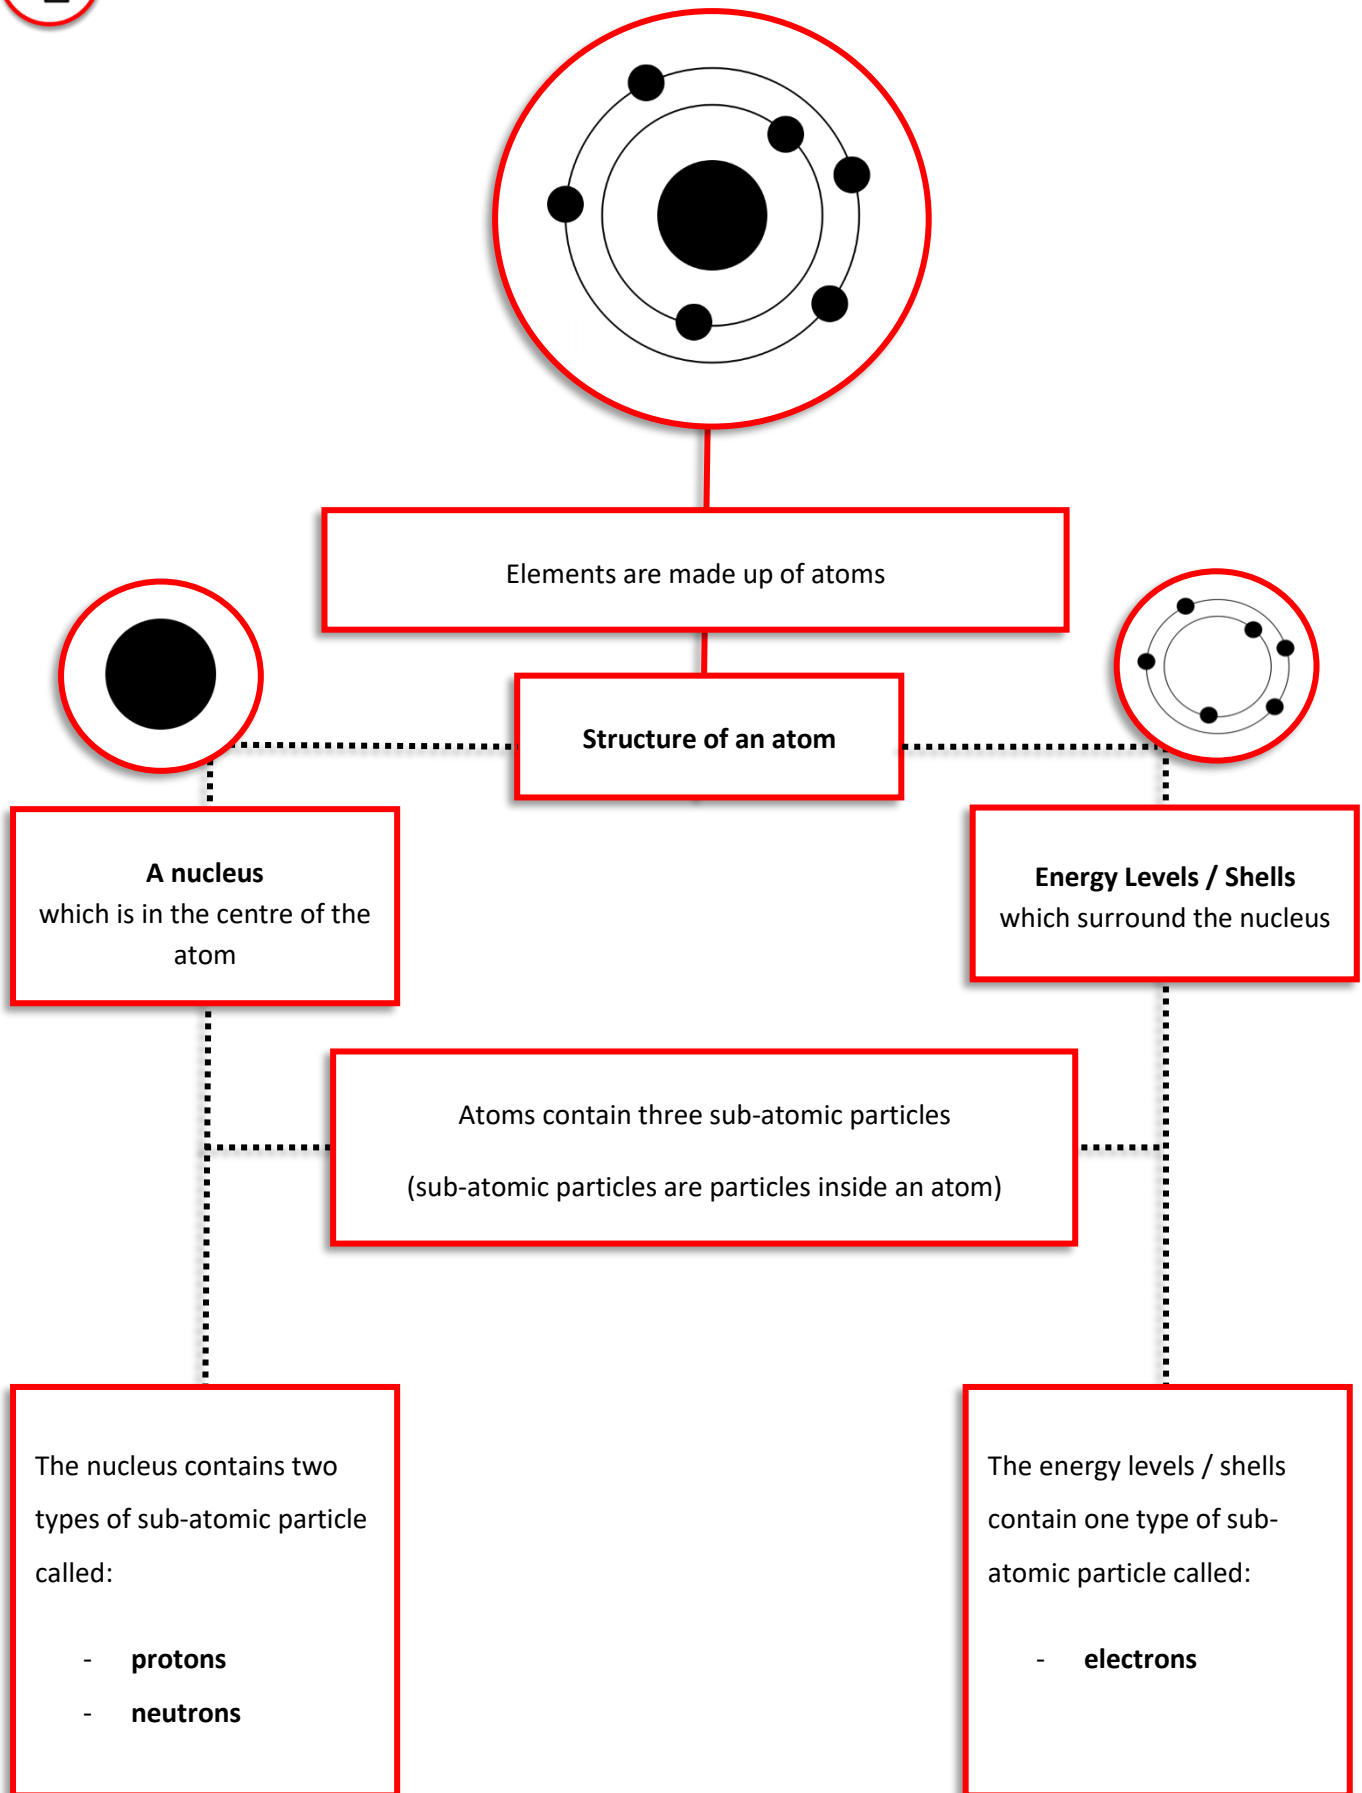 Elements are made up of atoms
Structure of an atom
A nucleus
which is in the centre of the
atom
Energy Levels / Shells
which surround the nucleus
Atoms contain three sub-atomic particles
(sub-atomic particles are particles inside an atom)
The nucleus contains two
types of sub-atomic particle
called:
- protons
- neutrons
The energy levels / shells
contain one type of sub-
atomic particle called:
- electrons